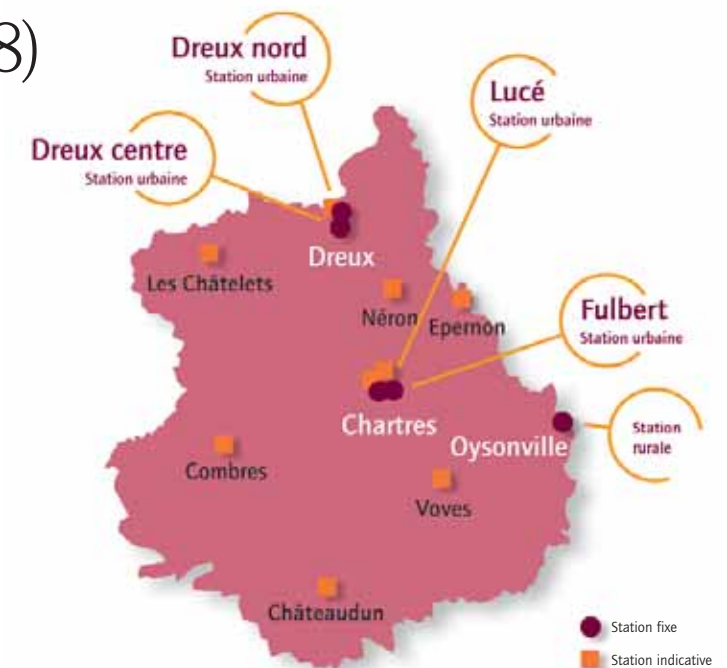 8)
Dreux nord
Station urbaine
Lucé
Station urbaine
Dreux centre
Station urbaine
Dreux
Les Châtelets
Néron
Epernon
Fulbert
Station urbaine
Chartres
Oysonville
Station
rurale
Combres
Voves
Châteaudun
Station fixe
Station indicative